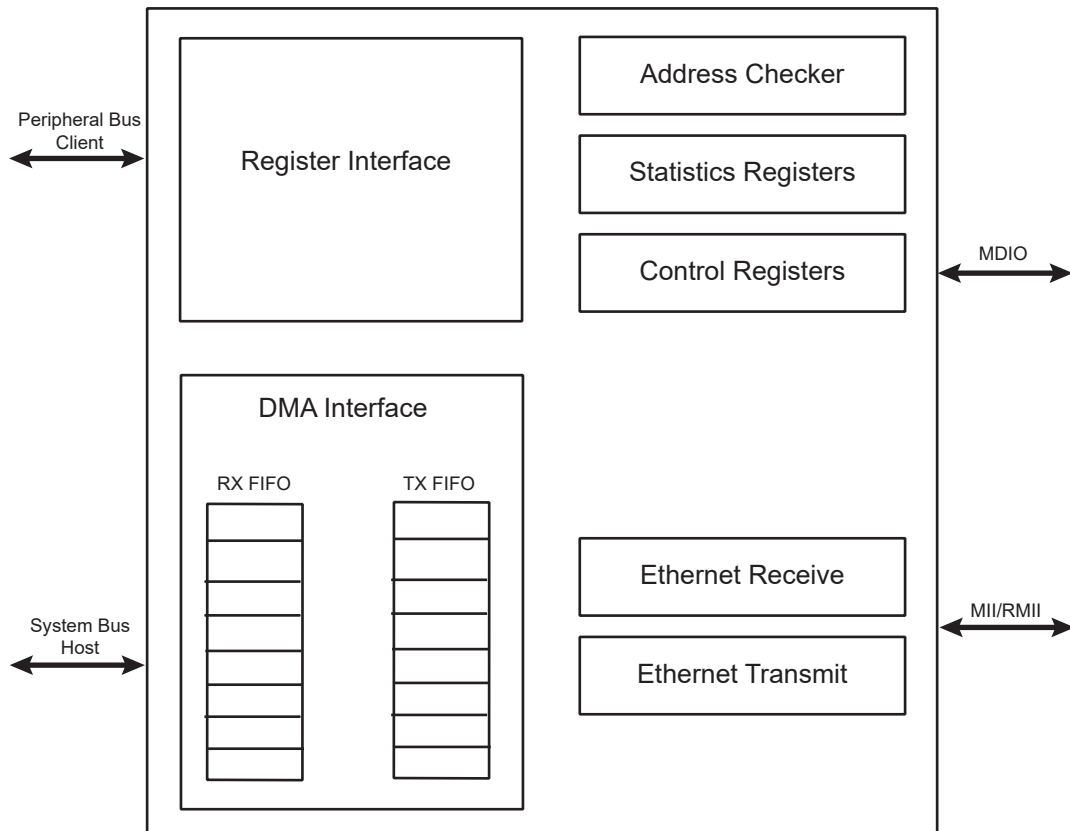 Peripheral Bus
Client
Register Interface
Address Checker
Statistics Registers
Control Registers
MDIO
DMA Interface
RX FIFO
TX FIFO
System Bus
Host
Ethernet Receive
Ethernet Transmit
MII/RMII